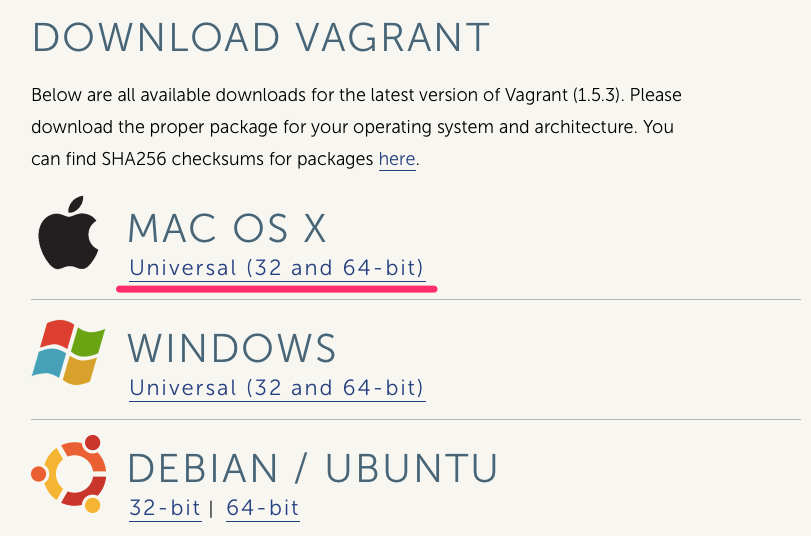 DOWNLOAD VAGRANT
Below are all available downloads for the latest version of Vagrant (1.5.3). Please
download the proper package for your operating system and architecture. You
can find SHA256 checksums for packages here.
MAC OS X
Universal (32 and 64-bit)
WINDOWS
Universal (32 and 64-bit)
DEBIAN / UBUNTU
32-bit | 64-bit